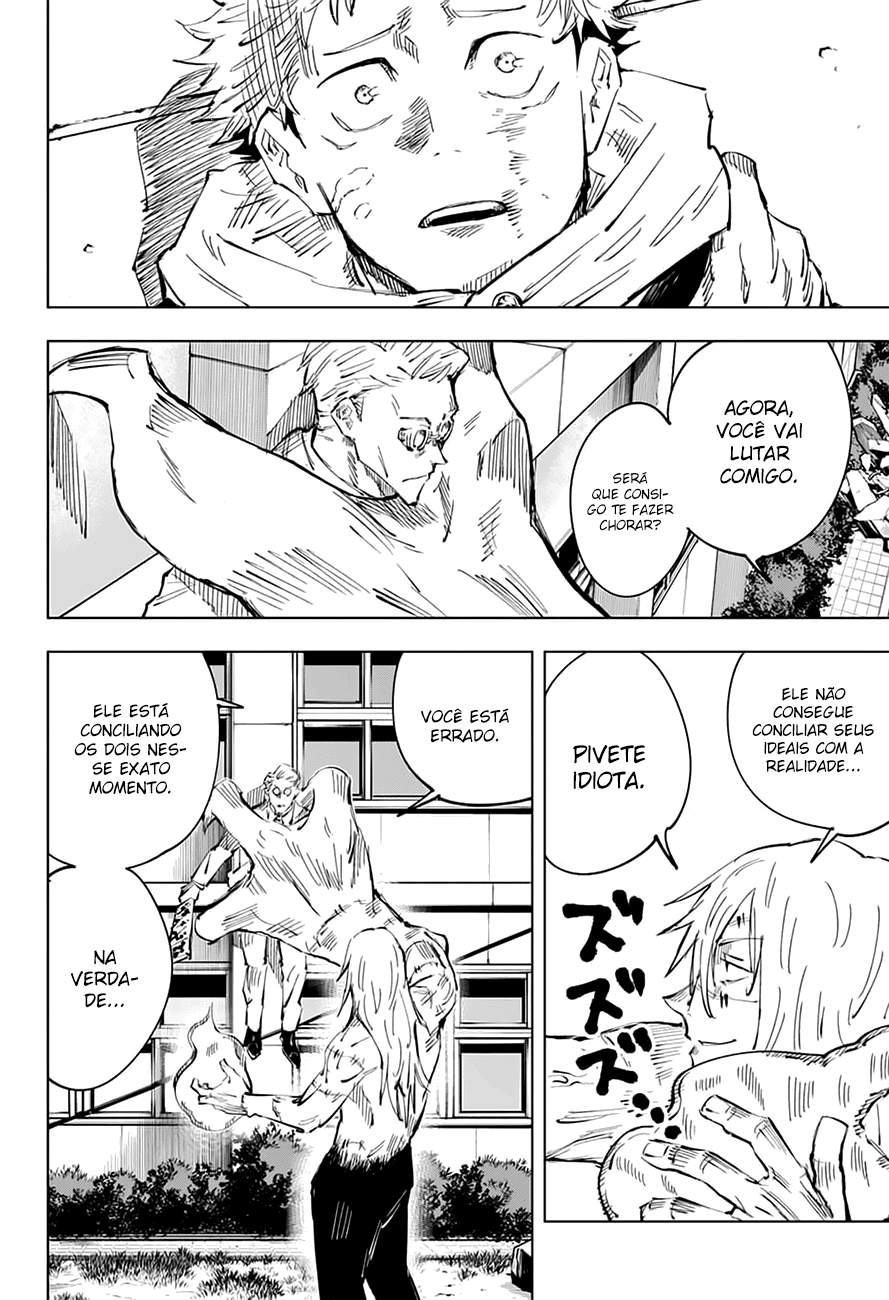 AGORA,
VOCÊ VAI
LUTAR
COMIGO.
SERÁ
QUE CONSI-
GO TE FAZER
CHORAR?
ELE NÃO
CONSEGUE
CONCILIAR SEUS
IDEAIS COM A
REALIDADE...
PIVETE
IDIOTA.
ズズズ...
VOCÊ ESTÁ
ERRADO.
ELE ESTÁ
CONCILIANDO
OS DOIS NES-
SE EXATO
MOMENTO.
NA
VERDA-
DE...